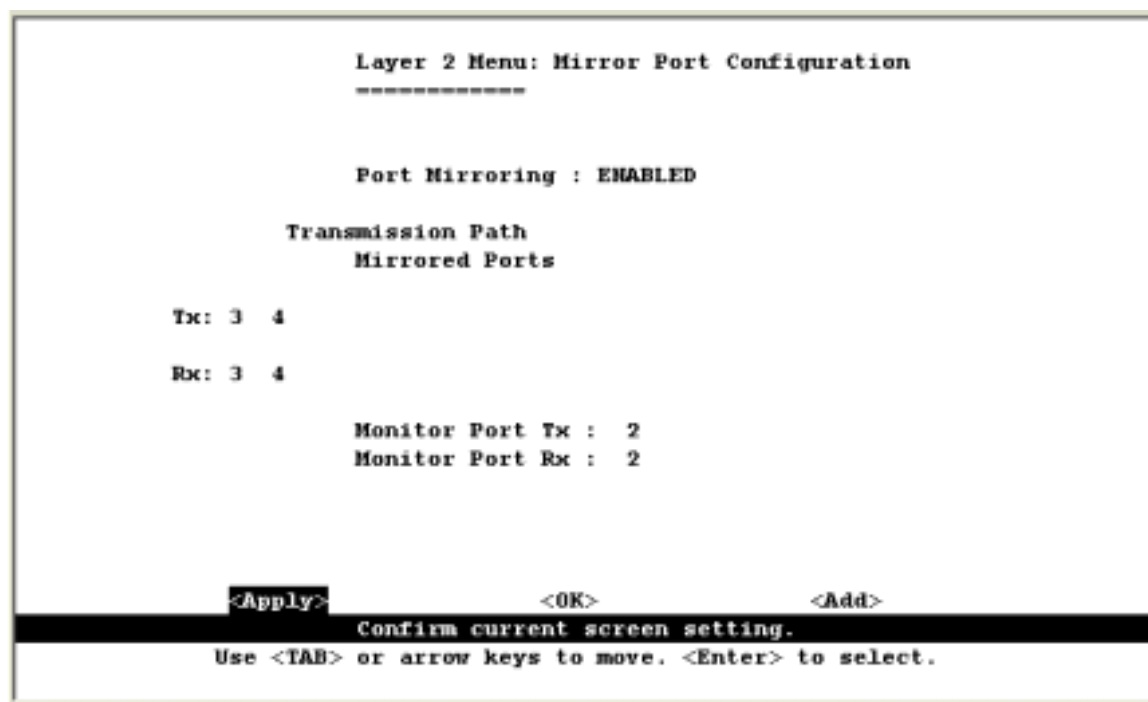 Layer 2 Menu: Mirror Port Configuration
============
Port Mirroring : ENABLED
Transmission Path
Mirrored Ports
Tx: 3 4
Rx: 3 4
Monitor Port Tx : 2
Monitor Port Rx : 2
<Apply> <OK> <Add>
Confirm current screen setting.
Use <TAB> or arrow keys to move. <Enter> to select.